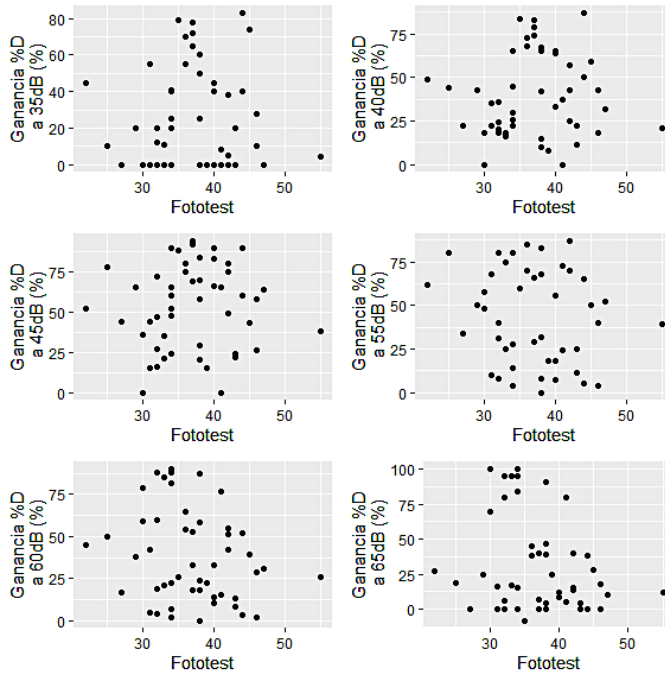 Ganancia %D
a 35dB (%)
80
60
40
20
0
30
40
50
Fototest
Ganancia %D
a 40dB (%)
75
50
25
0
30
40
50
Fototest
Ganancia %D
a 45dB (%)
75
50
25
0
30
40
50
Fototest
Ganancia %D
a 55dB (%)
75
50
25
0
30
40
50
Fototest
Ganancia %D
a 60dB (%)
75
50
25
0
30
40
50
Fototest
Ganancia %D
a 65dB (%)
100
75
50
25
0
30
40
50
Fototest